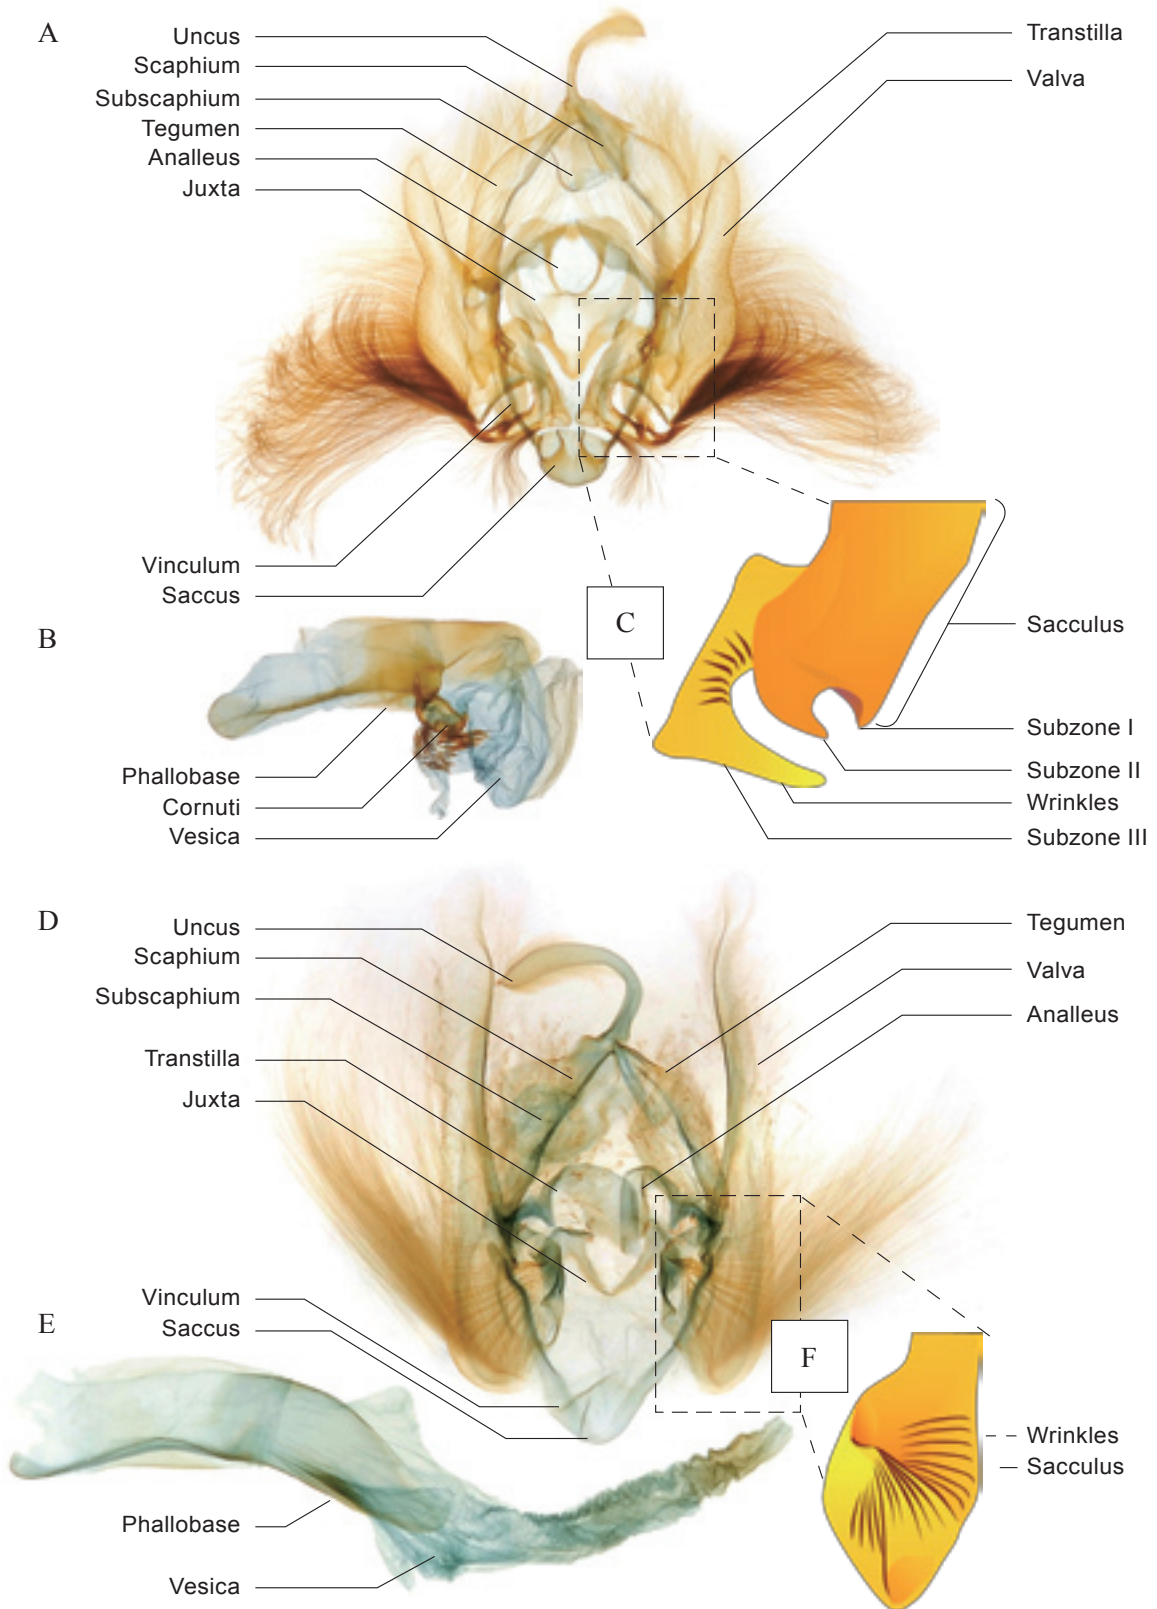 A
Uncus
Scaphium
Subscaphium
Tegumen
Analleus
Juxta
Transtilla
Valva
Vinculum
Saccus
B
C
Sacculus
Subzone I
Subzone II
Wrinkles
Subzone III
Phallobase
Cornuti
Vesica
D
Uncus
Scaphium
Subscaphium
Transtilla
Juxta
Tegumen
Valva
Analleus
Vinculum
Saccus
E
F
Wrinkles
Sacculus
Phallobase
Vesica